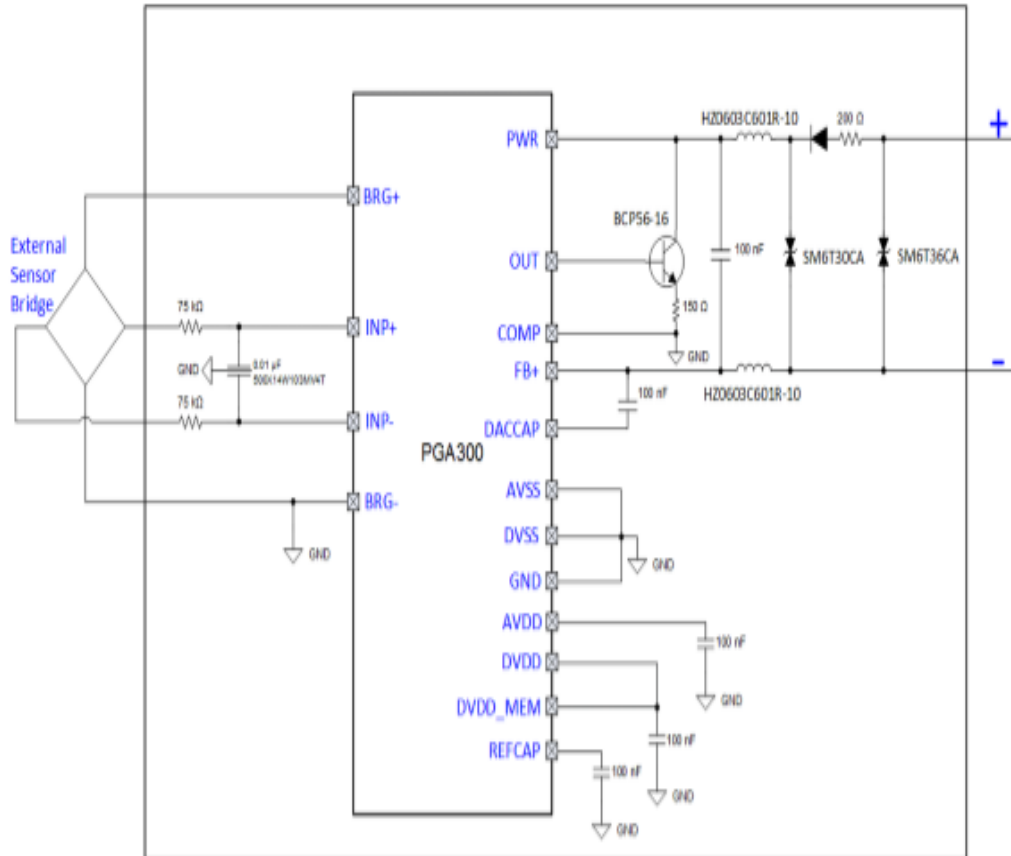 HZ0603C601R-10
200 Ω
+
PWR
BRG+
BCP56-16
External
Sensor
Bridge
OUT
100 nF
SM6T30CA
SM6T36CA
75 kΩ
150 Ω
INP+
COMP
GND
0.01 µF
500X14W103MV4T
GND
FB+
-
75 kΩ
100 nF
HZ0603C601R-10
INP-
DACCAP
PGA300
AVSS
BRG-
DVSS
GND
GND
GND
AVDD
100 nF
DVDD
GND
DVDD_MEM
100 nF
REFCAP
100 nF
GND
GND